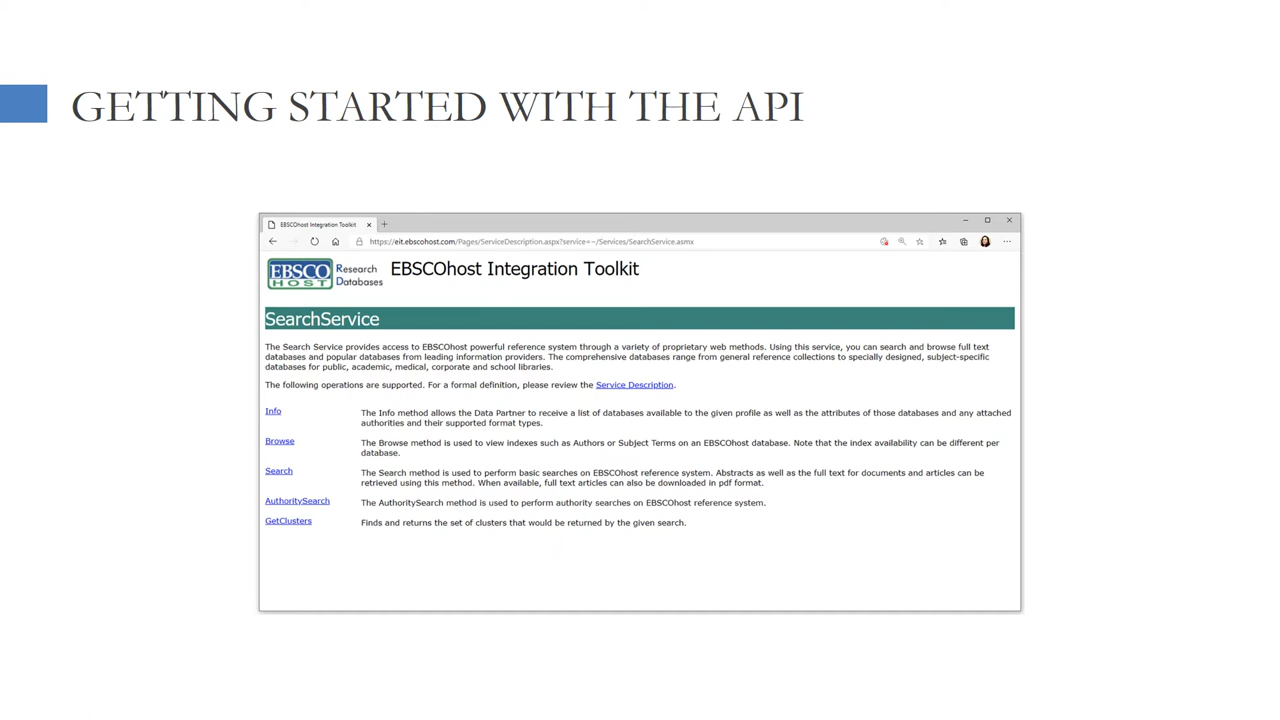 GETTING STARTED WITH THE API
EBSCOhost Integration Toolkit
https://eit.ebscohost.com/Pages/ServiceDescription.aspx?service=~/Services/SearchService.asmx
EBSCO HOST Research Databases
EBSCOhost Integration Toolkit
SearchService
The Search Service provides access to EBSCOhost powerful reference system through a variety of proprietary web methods. Using this service, you can search and browse full text
databases and popular databases from leading information providers. The comprehensive databases range from general reference collections to specially designed, subject-specific
databases for public, academic, medical, corporate and school libraries.
The following operations are supported. For a formal definition, please review the Service Description.
Info
The Info method allows the Data Partner to receive a list of databases available to the given profile as well as the attributes of those databases and any attached
authorities and their supported format types.
Browse
The Browse method is used to view indexes such as Authors or Subject Terms on an EBSCOhost database. Note that the index availability can be different per
database.
Search
The Search method is used to perform basic searches on EBSCOhost reference system. Abstracts as well as the full text for documents and articles can be
retrieved using this method. When available, full text articles can also be downloaded in pdf format.
AuthoritySearch
The AuthoritySearch method is used to perform authority searches on EBSCOhost reference system.
GetClusters
Finds and returns the set of clusters that would be returned by the given search.